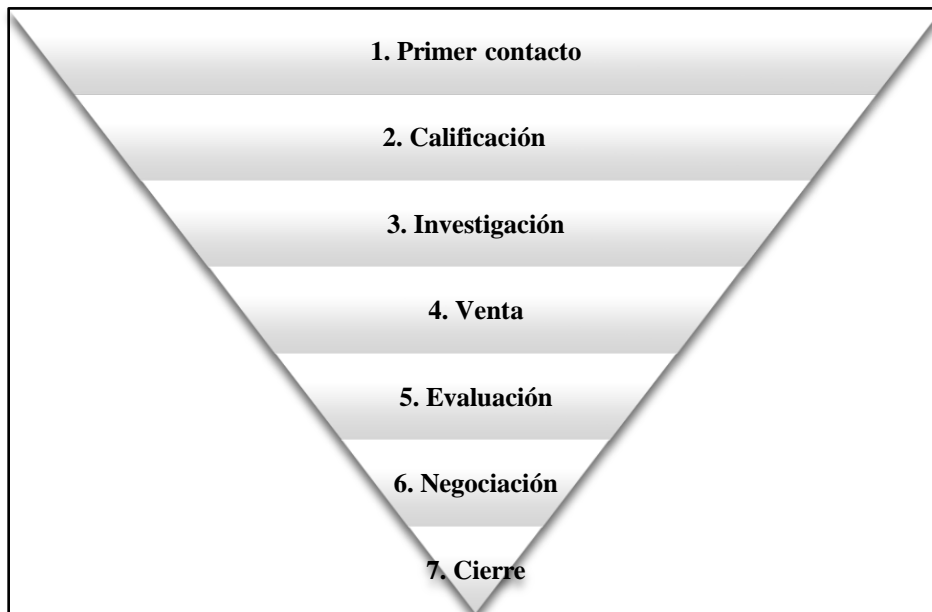 1. Primer contacto
2. Calificación
3. Investigación
4. Venta
5. Evaluación
6. Negociación
7. Cierre